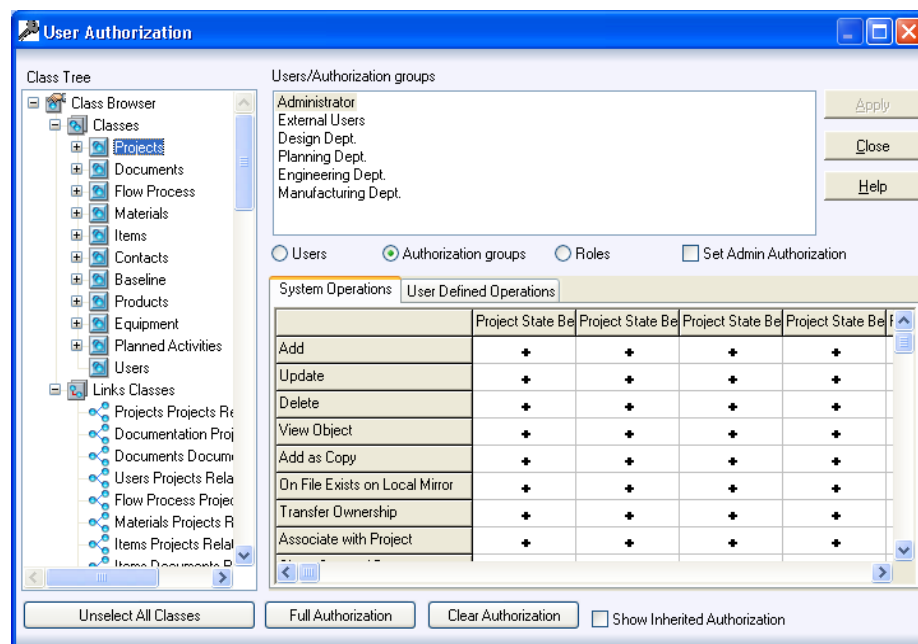 User Authorization
Class Tree
Class Browser
Classes
Projects
Documents
Flow Process
Materials
Items
Contacts
Baseline
Products
Equipment
Planned Activities
Users
Links Classes
Projects Projects Re
Documentation Proj
Documents Docum
Users Projects Rela
Flow Process Projec
Materials Projects R
Items Projects Relat
Items Documents R
Users/Authorization groups
Administrator
External Users
Design Dept.
Planning Dept.
Engineering Dept.
Manufacturing Dept.
Apply
Close
Help
Users Authorization groups Roles Set Admin Authorization
System Operations User Defined Operations
Project State Be Project State Be Project State Be Project State Be
Add
Update
Delete
View Object
Add as Copy
On File Exists on Local Mirror
Transfer Ownership
Associate with Project
Unselect All Classes Full Authorization Clear Authorization Show Inherited Authorization